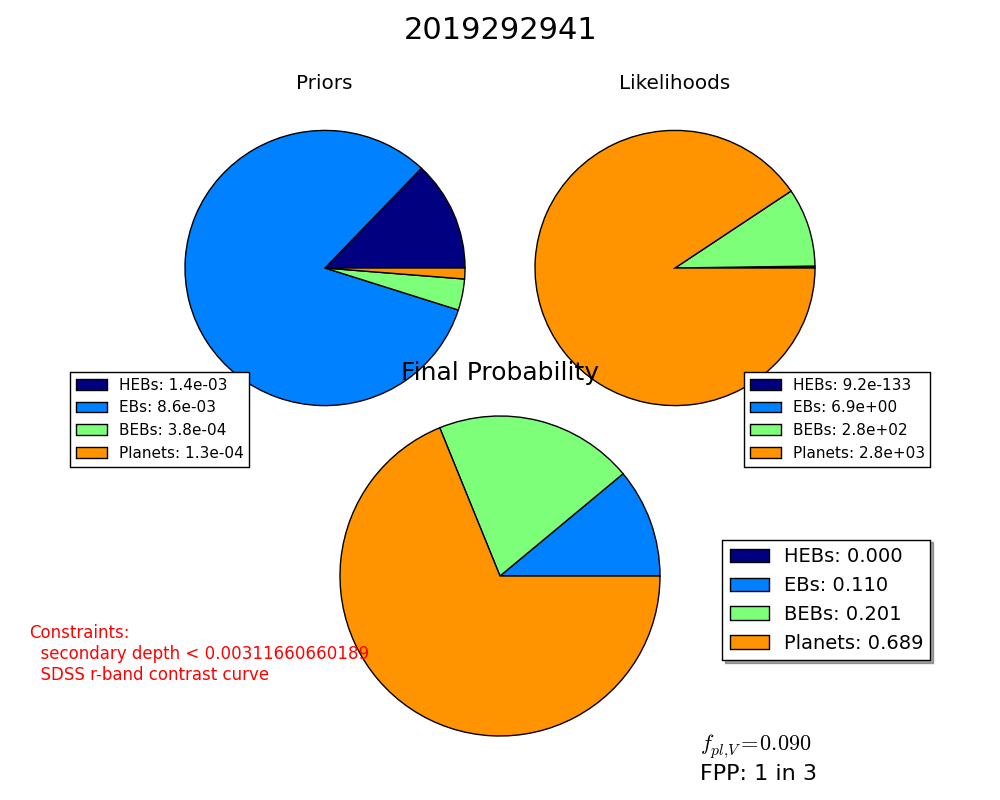 2019292941
Priors
Likelihoods
HEBs: 1.4e-03
EBs: 8.6e-03
BEBs: 3.8e-04
Planets: 1.3e-04
HEBs: 9.2e-133
EBs: 6.9e+00
BEBs: 2.8e+02
Planets: 2.8e+03
Final Probability
HEBs: 0.000
EBs: 0.110
BEBs: 0.201
Planets: 0.689
Constraints:
secondary depth < 0.00311660660189
SDSS r-band contrast curve
f_{pl,V} = 0.090
FPP: 1 in 3